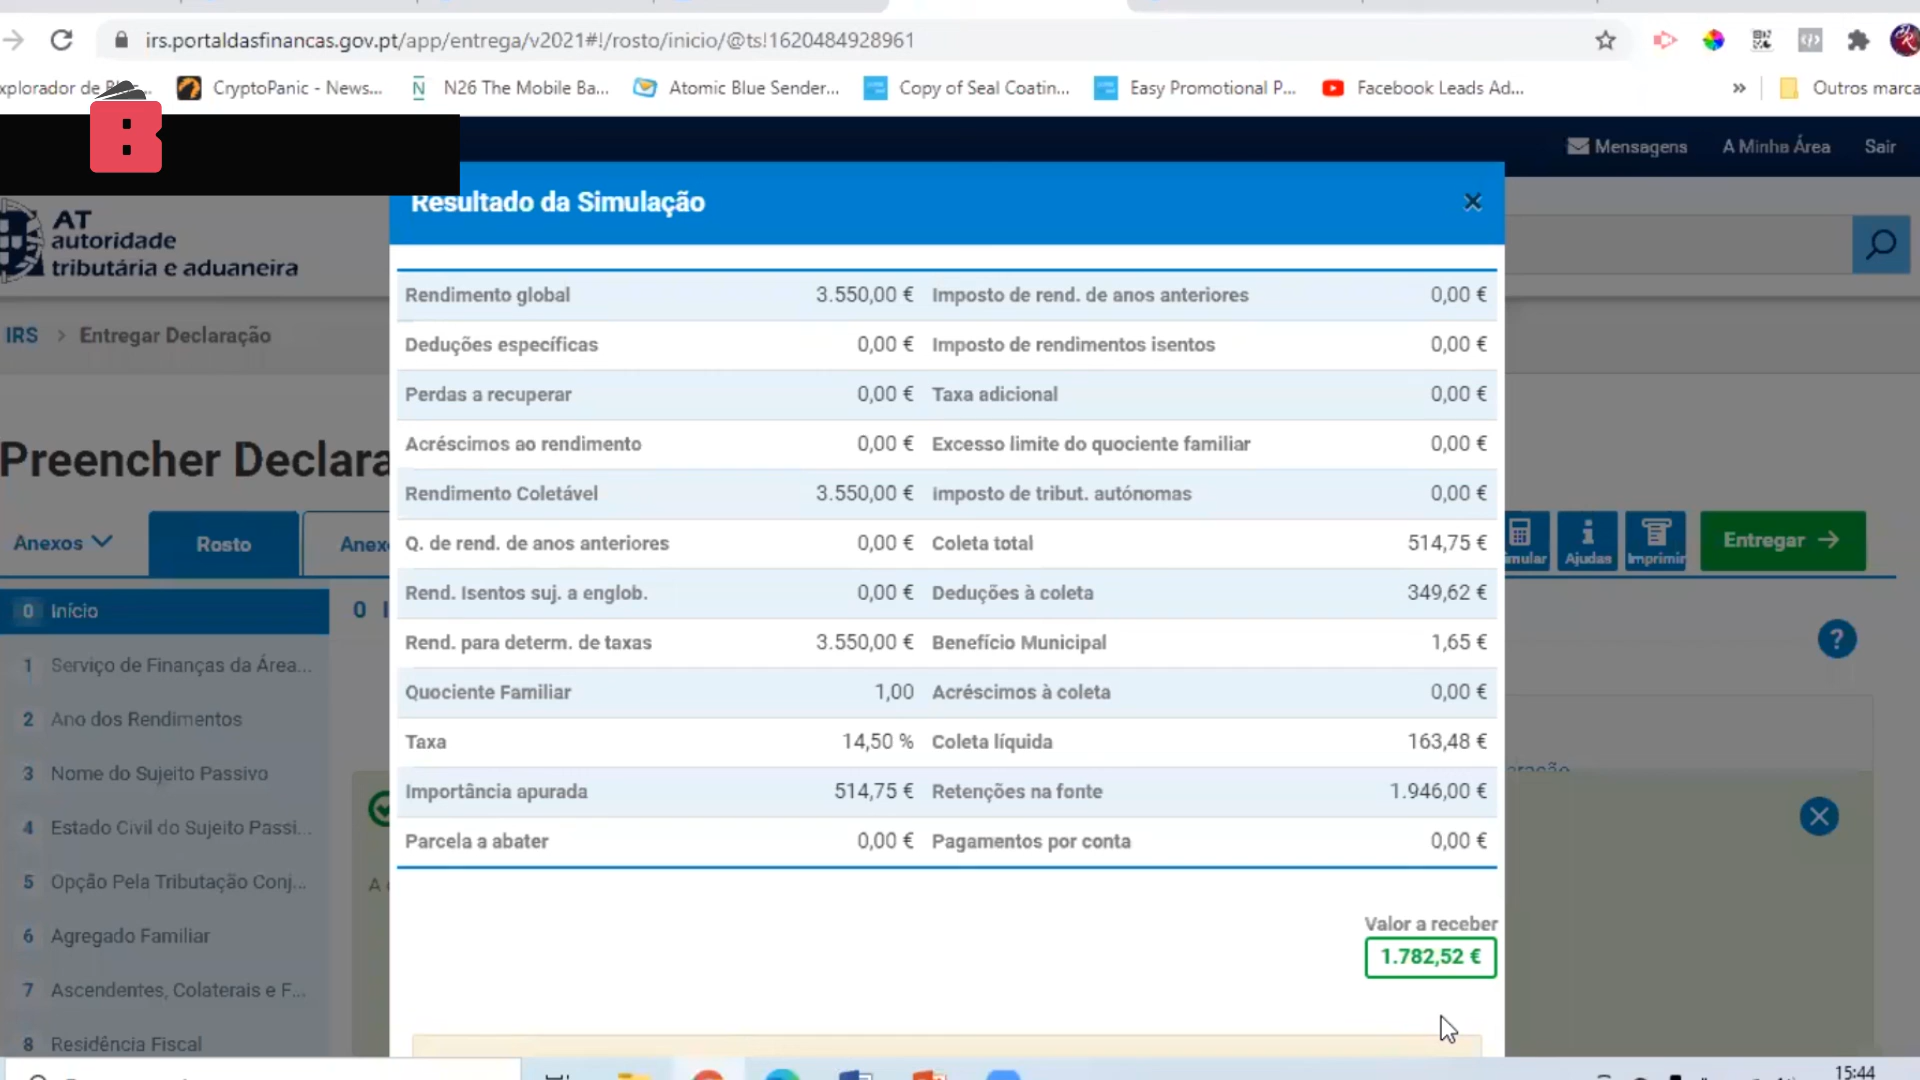 irs.portaldasfinancas.gov.pt/app/entrega/v2021#!/rosto/inicio/@ts!1620484928961
xplorador de
CryptoPanic - News...
N26 The Mobile Ba...
Atomic Blue Sender...
Copy of Seal Coatin...
Easy Promotional P...
Facebook Leads Ad...
»
Outros marca
B
Mensagens
A Minha Área
Sair
AT
autoridade
tributária e aduaneira
IRS > Entregar Declaração
Preencher Declara
Anexos
Rosto
Anex
0 Início
1 Serviço de Finanças da Área...
2 Ano dos Rendimentos
3 Nome do Sujeito Passivo
4 Estado Civil do Sujeito Passi...
5 Opção Pela Tributação Conj...
6 Agregado Familiar
7 Ascendentes, Colaterais e F...
8 Residência Fiscal
0 I
Resultado da Simulação
Rendimento global 3.550,00 € Imposto de rend. de anos anteriores 0,00 €
Deduções específicas 0,00 € Imposto de rendimentos isentos 0,00 €
Perdas a recuperar 0,00 € Taxa adicional 0,00 €
Acréscimos ao rendimento 0,00 € Excesso limite do quociente familiar 0,00 €
Rendimento Coletável 3.550,00 € Imposto de tribut. autónomas 0,00 €
Q. de rend. de anos anteriores 0,00 € Coleta total 514,75 €
Rend. Isentos suj. a englob. 0,00 € Deduções à coleta 349,62 €
Rend. para determ. de taxas 3.550,00 € Benefício Municipal 1,65 €
Quociente Familiar 1,00 Acréscimos à coleta 0,00 €
Taxa 14,50 % Coleta líquida 163,48 €
Importância apurada 514,75 € Retenções na fonte 1.946,00 €
Parcela a abater 0,00 € Pagamentos por conta 0,00 €
Valor a receber
1.782,52 €
mular
Ajudas
Imprimir
Entregar
?
A
15:44